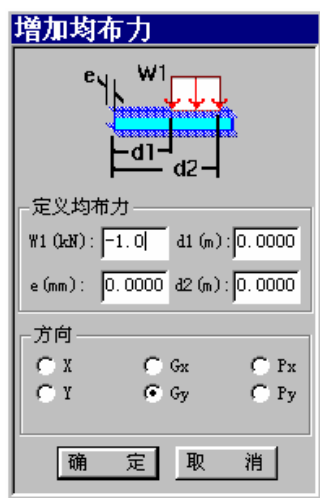 增加均布力
e W1
d1
d2
定义均布力
W1(kN): -1.0 d1(m): 0.0000
e(mm): 0.0000 d2(m): 0.0000
方向
X Gx Px
Y Gy Py
确 定 取 消